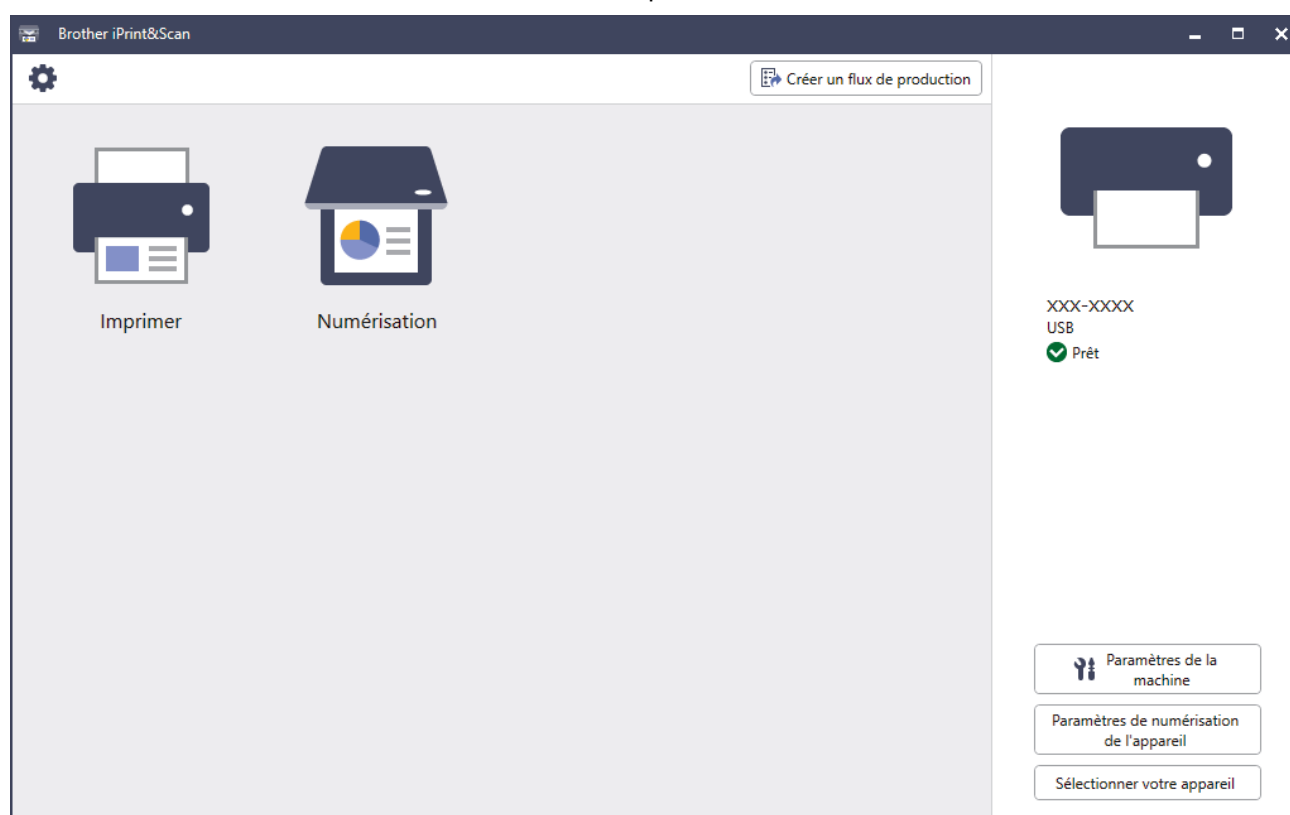 Brother iPrint&Scan
Créer un flux de production
Imprimer
Numérisation
XXX-XXXX
USB
Prêt
Paramètres de la
machine
Paramètres de numérisation
de l'appareil
Sélectionner votre appareil